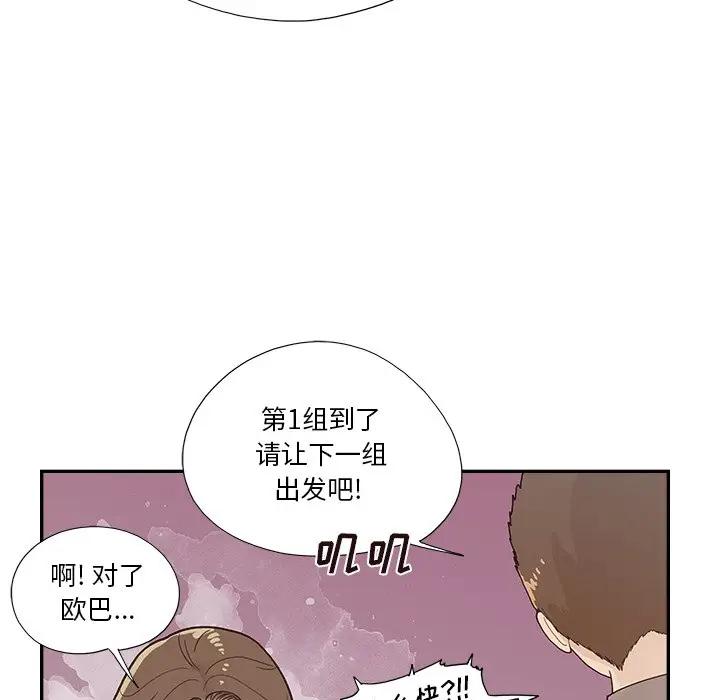 第1组到了
请让下一组
出发吧!
叽 叽
啊! 对了
欧巴...
快?!!